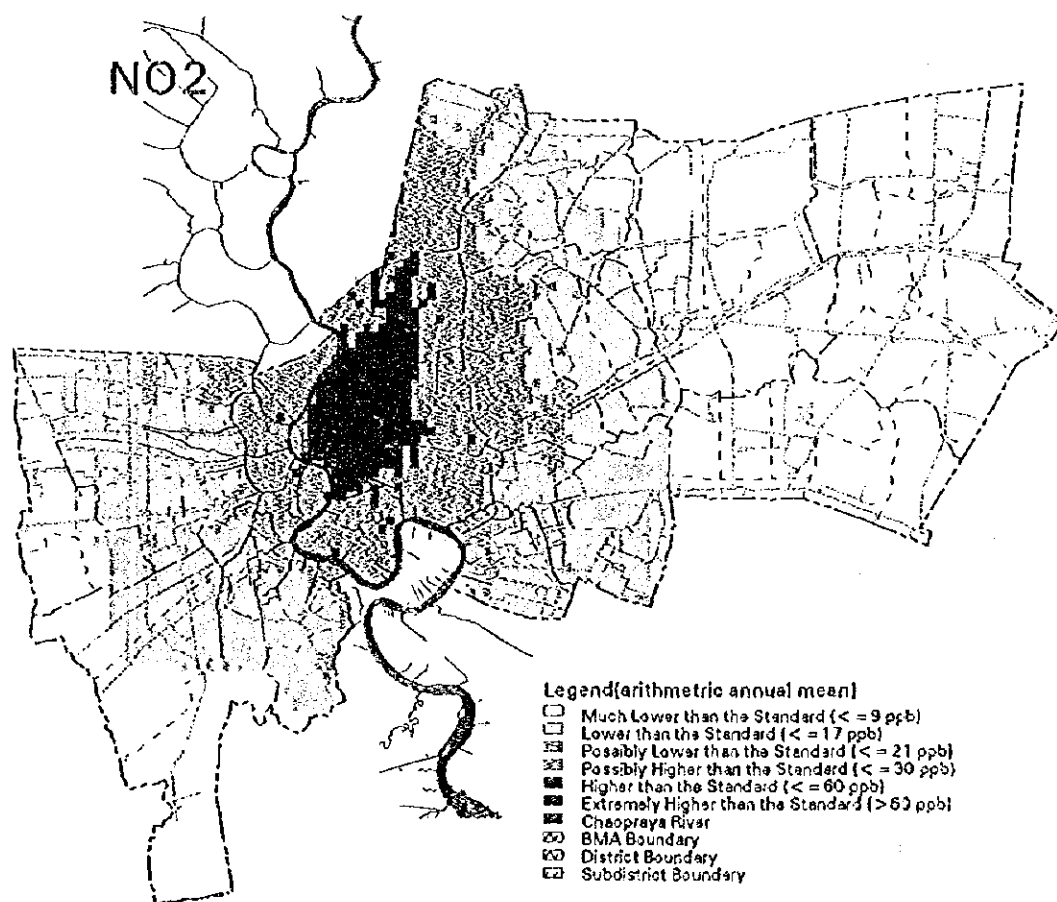 NO2
Legend(arithmetric annual mean)
Much Lower than the Standard (< = 9 ppb)
Lower than the Standard (< = 17 ppb)
Possibly Lower than the Standard (< = 21 ppb)
Possibly Higher than the Standard (< = 30 ppb)
Higher than the Standard (< = 60 ppb)
Extremely Higher than the Standard (> 60 ppb)
Chaopraya River
BMA Boundary
District Boundary
Subdistrict Boundary